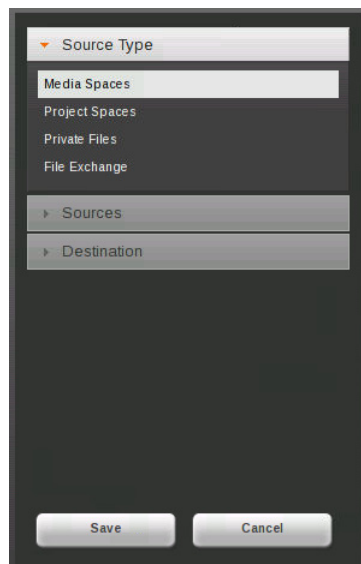 Source Type
Media Spaces
Project Spaces
Private Files
File Exchange
Sources
Destination
Save
Cancel